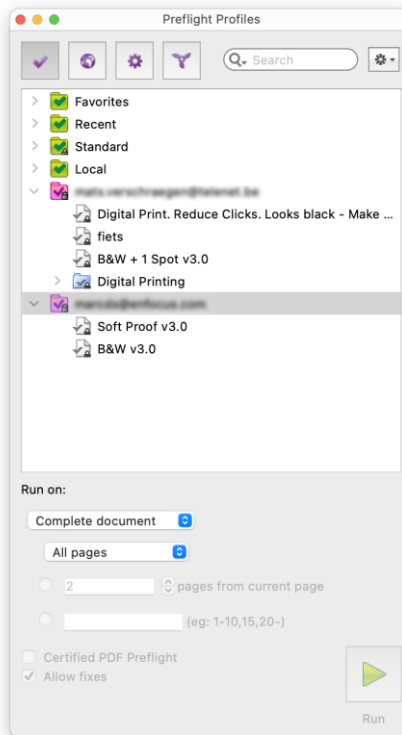 Preflight Profiles
Search
Favorites
Recent
Standard
Local
Digital Print. Reduce Clicks. Looks black - Make ...
fiets
B&W + 1 Spot v3.0
Digital Printing
Soft Proof v3.0
B&W v3.0
Run on:
Complete document
All pages
2 pages from current page
(eg: 1-10,15,20-)
Certified PDF Preflight
Allow fixes
Run